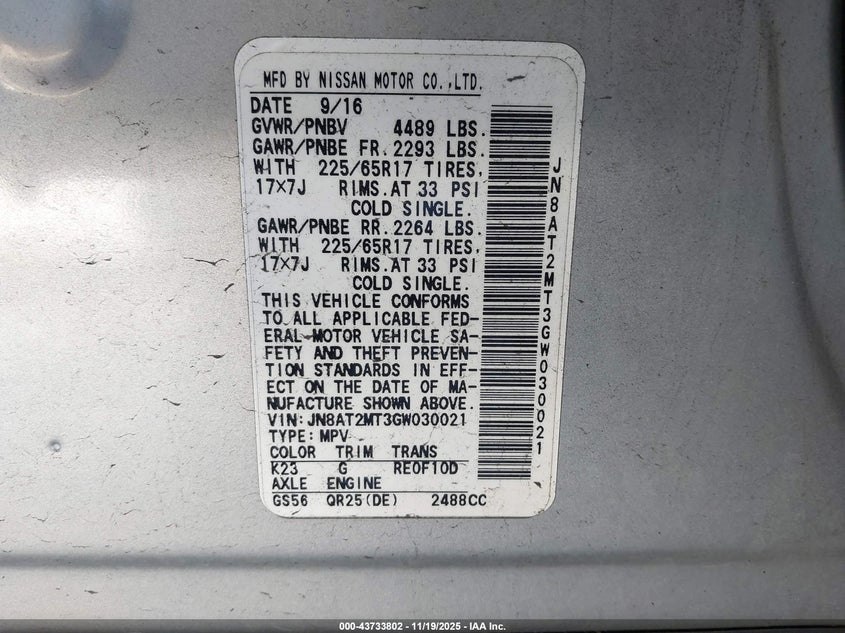 MFD BY NISSAN MOTOR CO.,LTD.
DATE 9/16
GVWR/PNBV 4489 LBS.
GAWR/PNBE FR. 2293 LBS.
WITH 225/65R17 TIRES,
17×7J RIMS.AT 33 PSI
COLD SINGLE.
GAWR/PNBE RR. 2264 LBS.
WITH 225/65R17 TIRES,
17×7J RIMS.AT 33 PSI
COLD SINGLE.
THIS VEHICLE CONFORMS
TO ALL APPLICABLE FED-
ERAL-MOTOR VEHICLE SA-
FETY AND THEFT PREVEN-
TION STANDARDS IN EFF-
ECT ON THE DATE OF MA-
NUFACTURE SHOWN ABOVE.
VIN:JN8AT2MT3GW030021
TYPE:MPV
COLOR TRIM TRANS
K23 G RE0F10D
AXLE ENGINE
GS56 QR25(DE) 2488CC
JN8AT2MT3GW030021
000-43733802 - 11/19/2025 - IAA Inc.